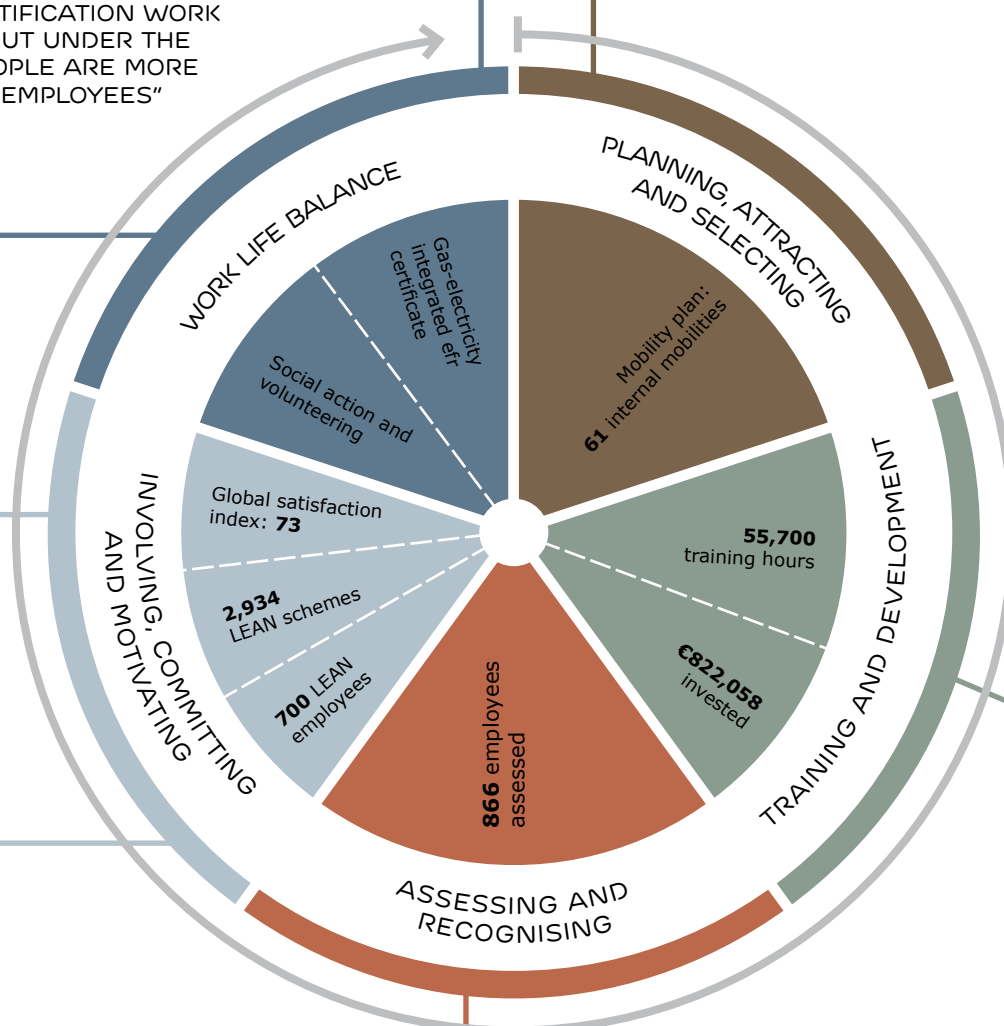 TIFICATION WORK
UT UNDER THE
OPLE ARE MORE
EMPLOYEES”
PLANNING, ATTRACTING
AND SELECTING
Mobility plan:
61 internal mobilities
TRAINING AND DEVELOPMENT
55,700
training hours
€822,058
invested
ASSESSING AND
RECOGNISING
866 employees
assessed
INVOLVING, COMMITTING
AND MOTIVATING
Global satisfaction
index: 73
2,934
LEAN schemes
700 LEAN
employees
WORK LIFE BALANCE
Social action and
volunteering
Gas-electricity
integrated efr
certificate